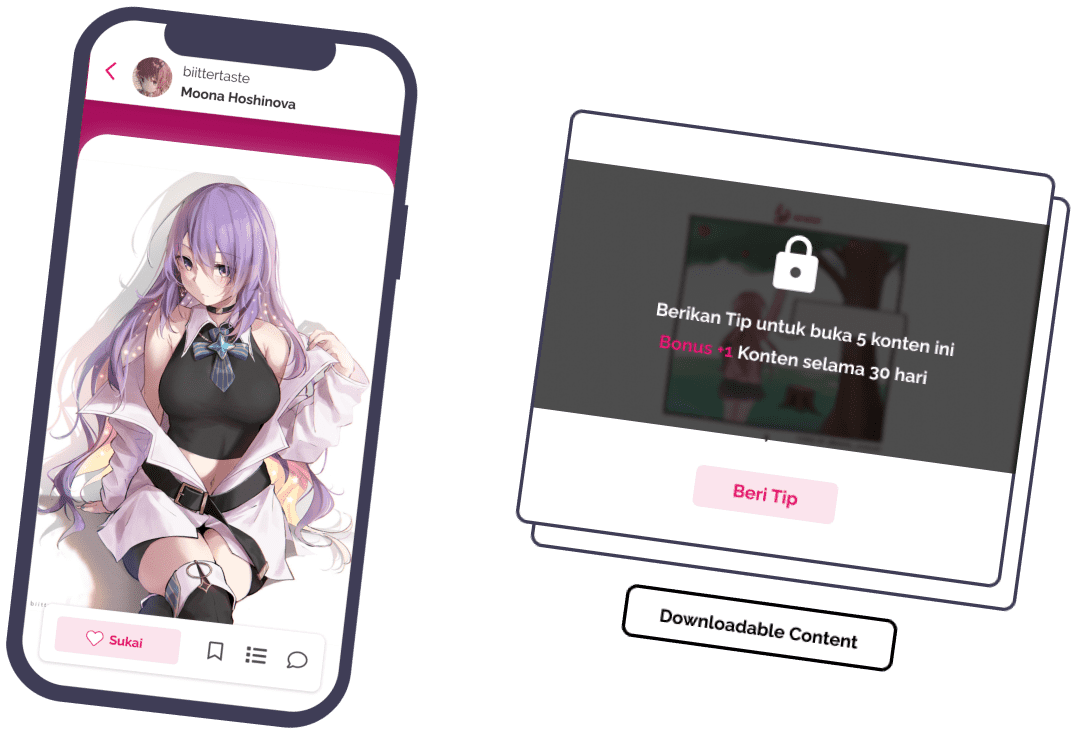 biittertaste
Moona Hoshinova
Sukai
Berikan Tip untuk buka 5 konten ini
Bonus +1 Konten selama 30 hari
Beri Tip
Downloadable Content